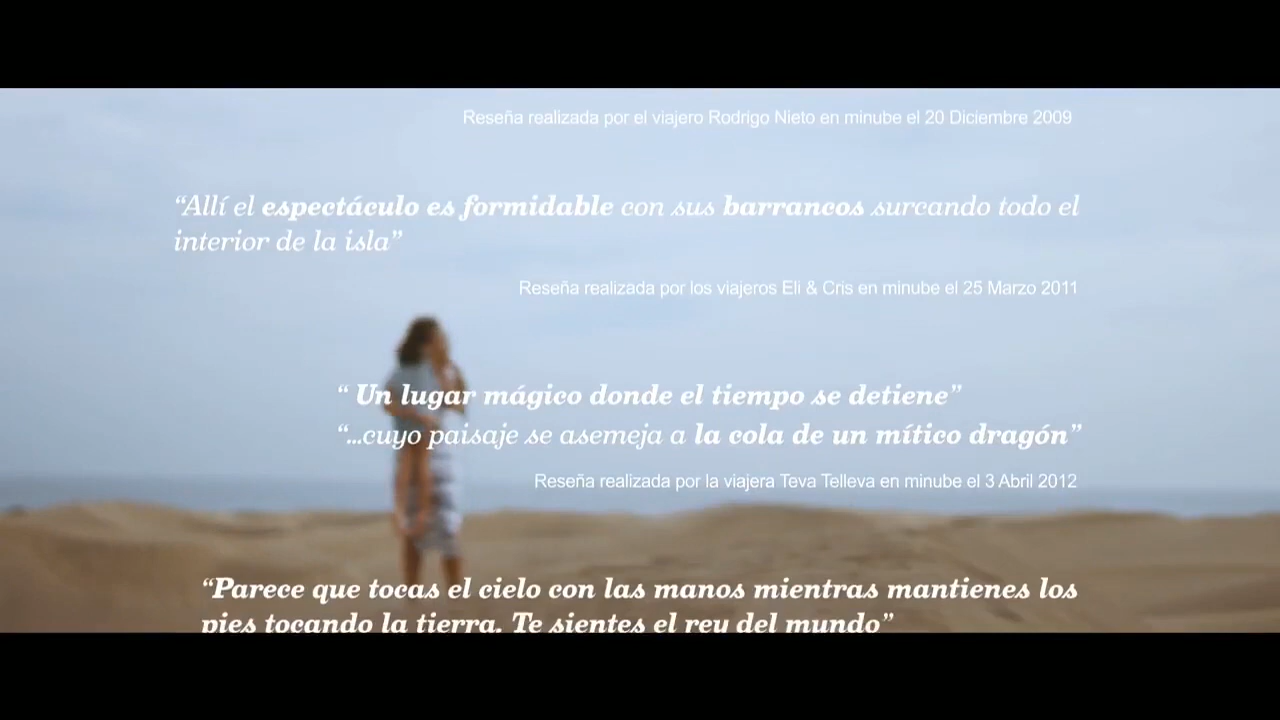 Reseña realizada por el viajero Rodrigo Nieto en minube el 20 Diciembre 2009
“Allí el espectáculo es formidable con sus barrancos surcando todo el
interior de la isla”
Reseña realizada por los viajeros Eli & Cris en minube el 25 Marzo 2011
“ Un lugar mágico donde el tiempo se detiene”
“...cuyo paisaje se asemeja a la cola de un mítico dragón”
Reseña realizada por la viajera Teva Telleva en minube el 3 Abril 2012
“Parece que tocas el cielo con las manos mientras mantienes los
pies tocando la tierra. Te sientes el rey del mundo”